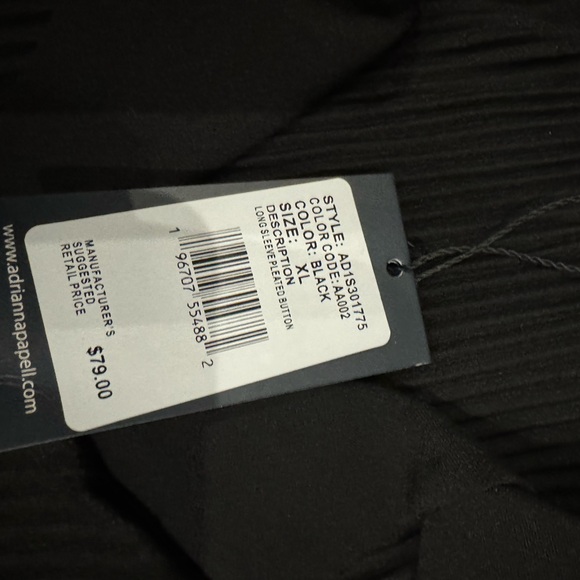 STYLE: AD1S301775
COLOR CODE: AA002
COLOR: BLACK
SIZE: XL
DESCRIPTION
LONG SLEEVE PLEATED BUTTON
1 96707 55488 2
MANUFACTURER'S
SUGGESTED
RETAIL PRICE
$79.00
www.adriannapapell.com